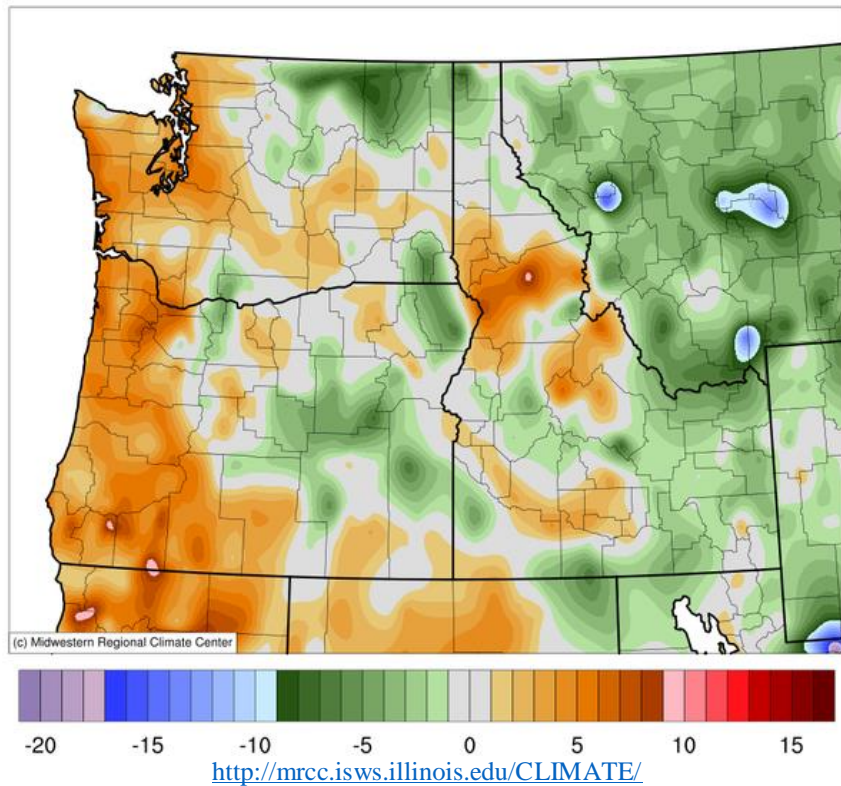 (c) Midwestern Regional Climate Center
-20 -15 -10 -5 0 5 10 15
http://mrcc.isws.illinois.edu/CLIMATE/